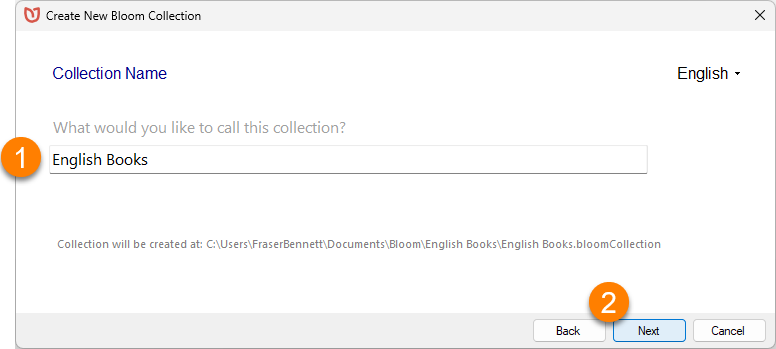 Create New Bloom Collection
Collection Name
English
What would you like to call this collection?
1
English Books
Collection will be created at: C:\Users\FraserBennett\Documents\Bloom\English Books\English Books.bloomCollection
2
Back
Next
Cancel